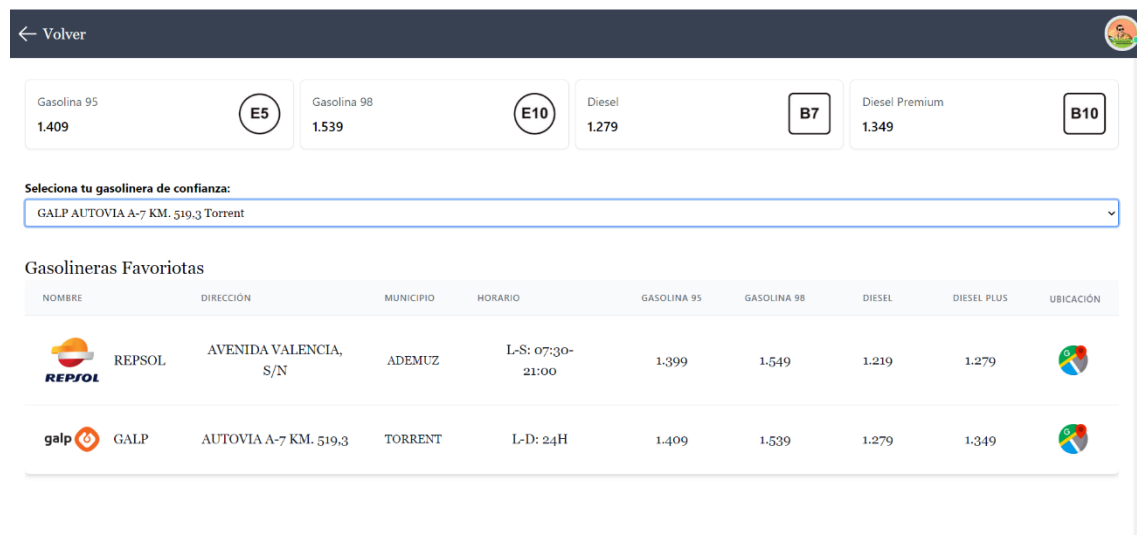 ← Volver
Gasolina 95
1.409
E5
Gasolina 98
1.539
E10
Diesel
1.279
B7
Diesel Premium
1.349
B10
Seleciona tu gasolinera de confianza:
GALP AUTOVIA A-7 KM. 519,3 Torrent
Gasolineras Favoriotas
NOMBRE DIRECCIÓN MUNICIPIO HORARIO GASOLINA 95 GASOLINA 98 DIESEL DIESEL PLUS UBICACIÓN
REPSOL REPSOL AVENIDA VALENCIA, S/N ADEMUZ L-S: 07:30-21:00 1.399 1.549 1.219 1.279
galp GALP AUTOVIA A-7 KM. 519,3 TORRENT L-D: 24H 1.409 1.539 1.279 1.349